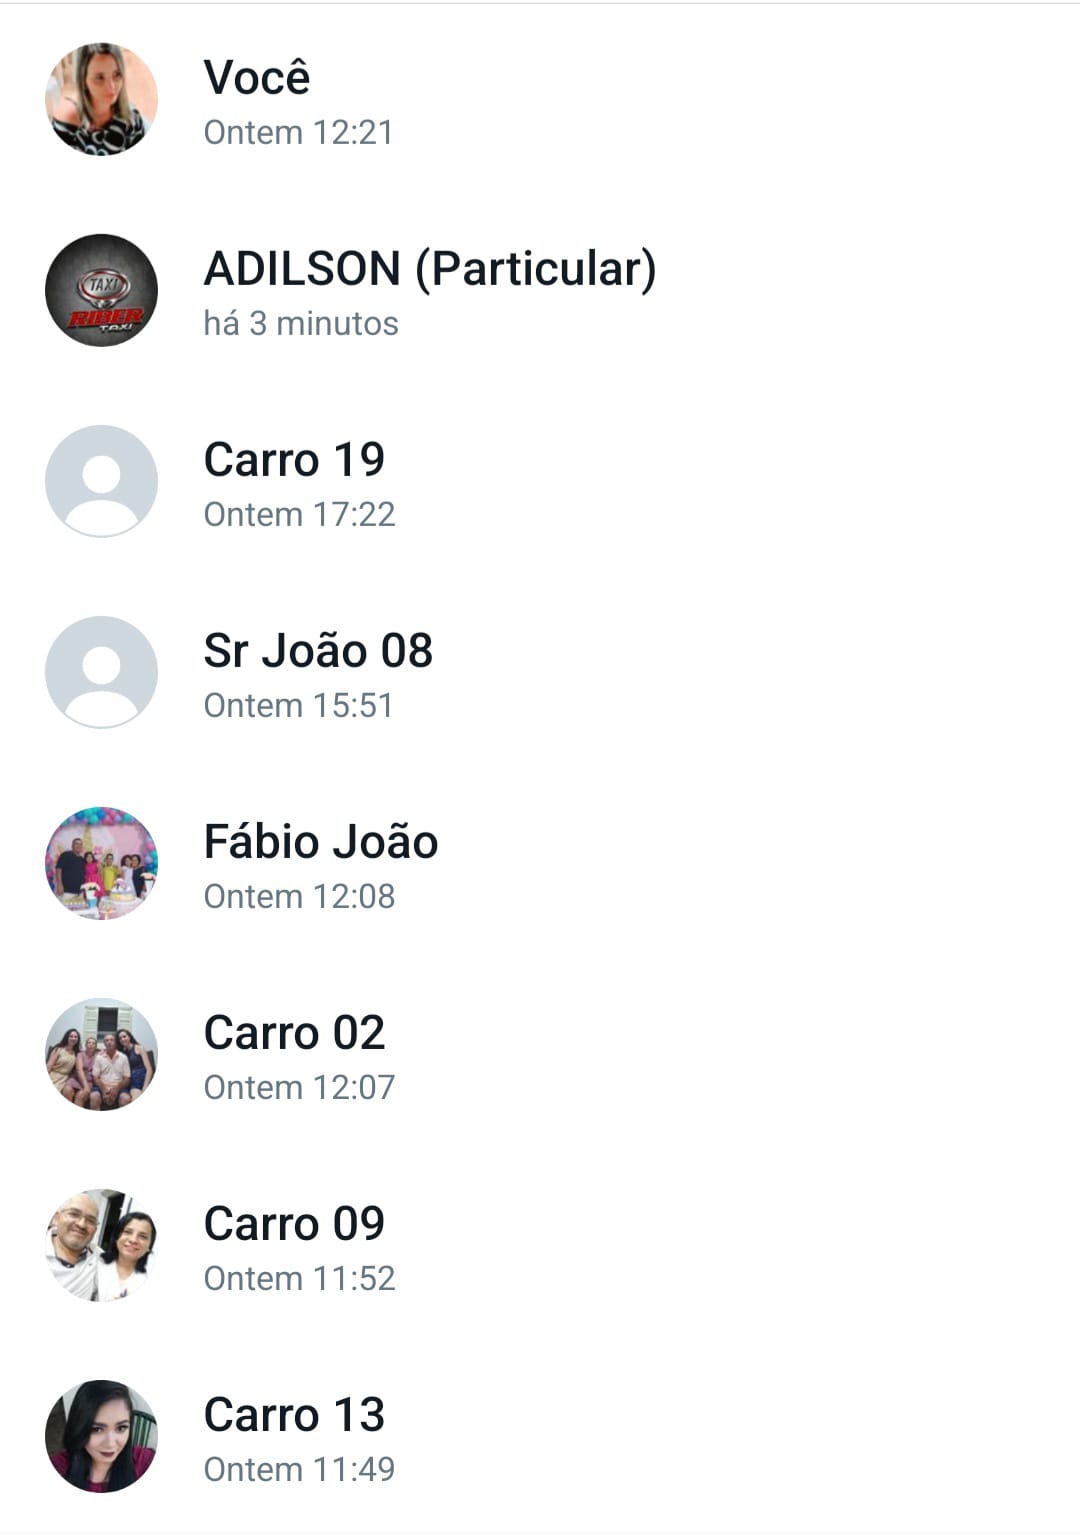 Você
Ontem 12:21
TAXI
RIBER
TAXI
ADILSON (Particular)
há 3 minutos
Carro 19
Ontem 17:22
Sr João 08
Ontem 15:51
Fábio João
Ontem 12:08
Carro 02
Ontem 12:07
Carro 09
Ontem 11:52
Carro 13
Ontem 11:49